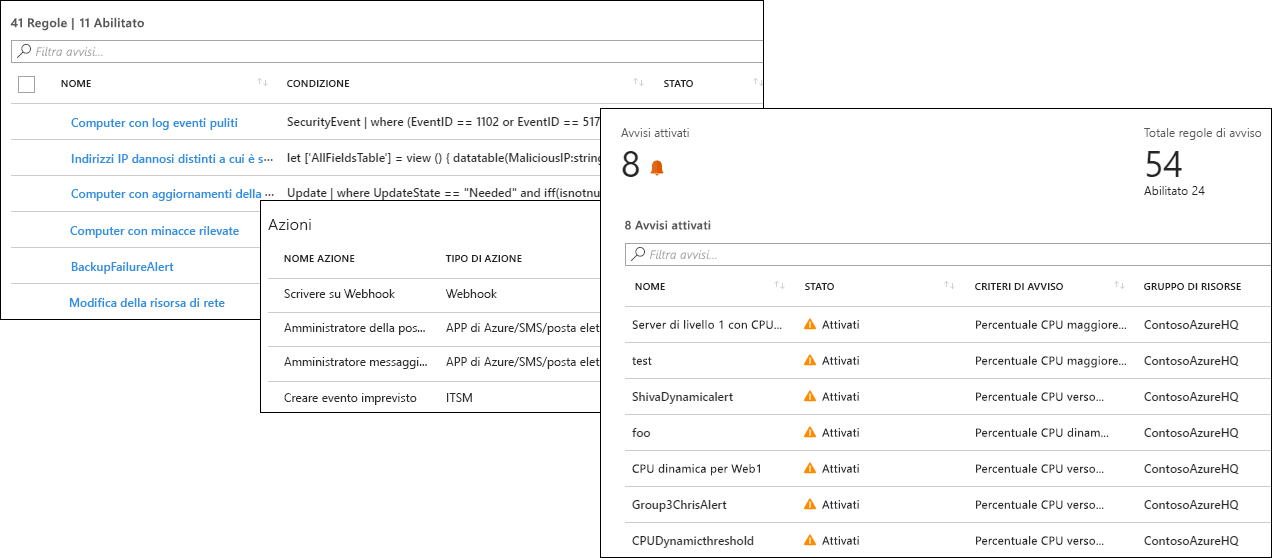 41 Regole | 11 Abilitato
Filtra avvisi...
NOME CONDIZIONE STATO
Computer con log eventi puliti SecurityEvent | where (EventID == 1102 or EventID == 517
Indirizzi IP dannosi distinti a cui è s... let ['AllFieldsTable'] = view () { datatable(MaliciousIP:string
Computer con aggiornamenti della ... Update | where UpdateState == "Needed" and iff(isnotnu
Computer con minacce rilevate
BackupFailureAlert
Modifica della risorsa di rete
Azioni
NOME AZIONE TIPO DI AZIONE
Scrivere su Webhook Webhook
Amministratore della pos... APP di Azure/SMS/posta elet
Amministratore messaggi... APP di Azure/SMS/posta elet
Creare evento imprevisto ITSM
Avvisi attivati Totale regole di avviso
8 54
Abilitato 24
8 Avvisi attivati
Filtra avvisi...
NOME STATO CRITERI DI AVVISO GRUPPO DI RISORSE
Server di livello 1 con CPU... Attivati Percentuale CPU maggiore... ContosoAzureHQ
test Attivati Percentuale CPU maggiore... ContosoAzureHQ
ShivaDynamicalert Attivati Percentuale CPU verso... ContosoAzureHQ
foo Attivati Percentuale CPU dinam... ContosoAzureHQ
CPU dinamica per Web1 Attivati Percentuale CPU verso... ContosoAzureHQ
Group3ChrisAlert Attivati Percentuale CPU verso... ContosoAzureHQ
CPUDynamicthreshold Attivati Percentuale CPU verso... ContosoAzureHQ